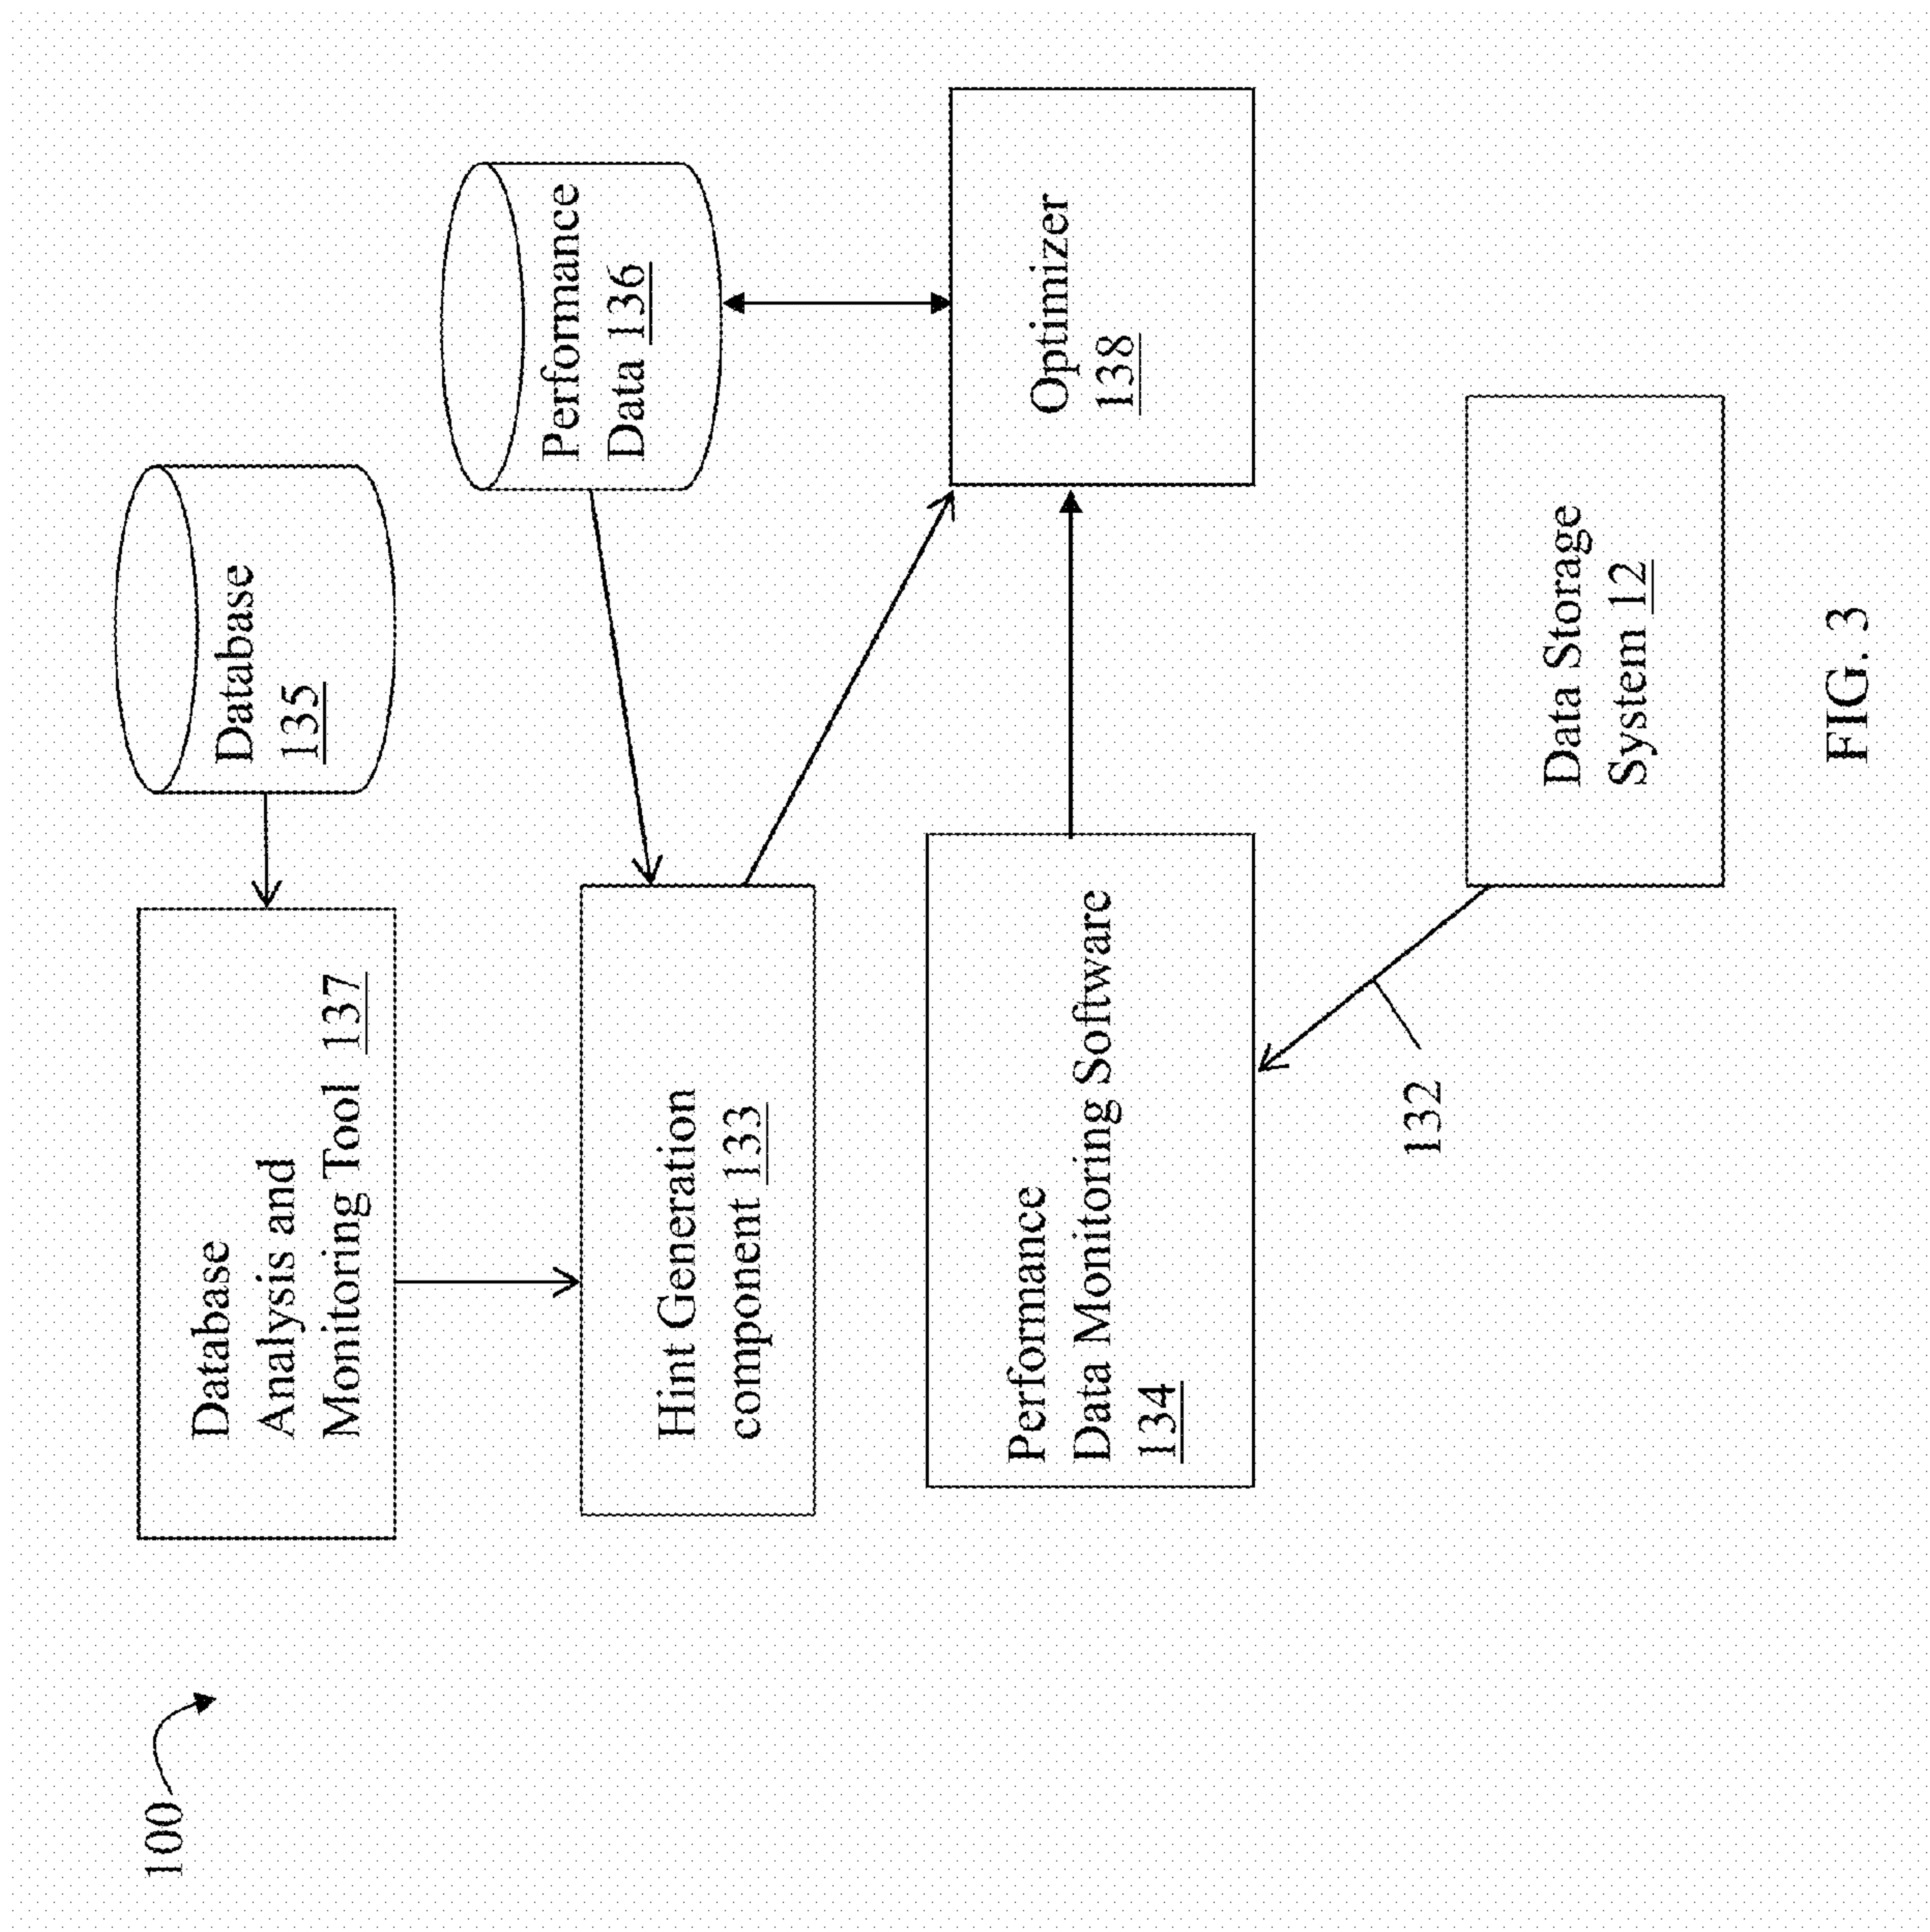 100
Database
Analysis and
Monitoring Tool 137
Database
135
Hint Generation
component 133
Performance
Data 136
Performance
Data Monitoring Software
134
Optimizer
138
132
Data Storage
System 12
FIG. 3